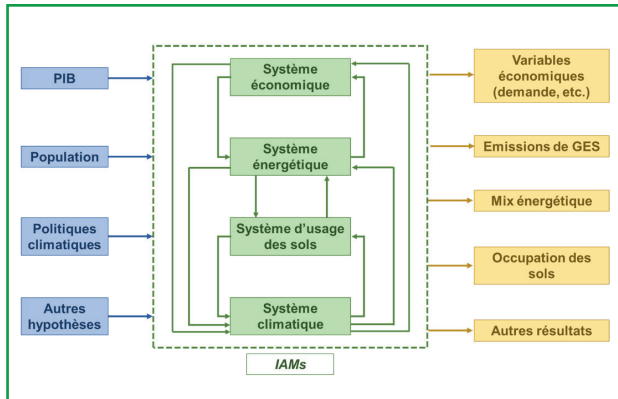 PIB
Population
Politiques
climatiques
Autres
hypothèses
Système
économique
Système
énergétique
Système d'usage
des sols
Système
climatique
IAMs
Variables
économiques
(demande, etc.)
Emissions de GES
Mix énergétique
Occupation des
sols
Autres résultats